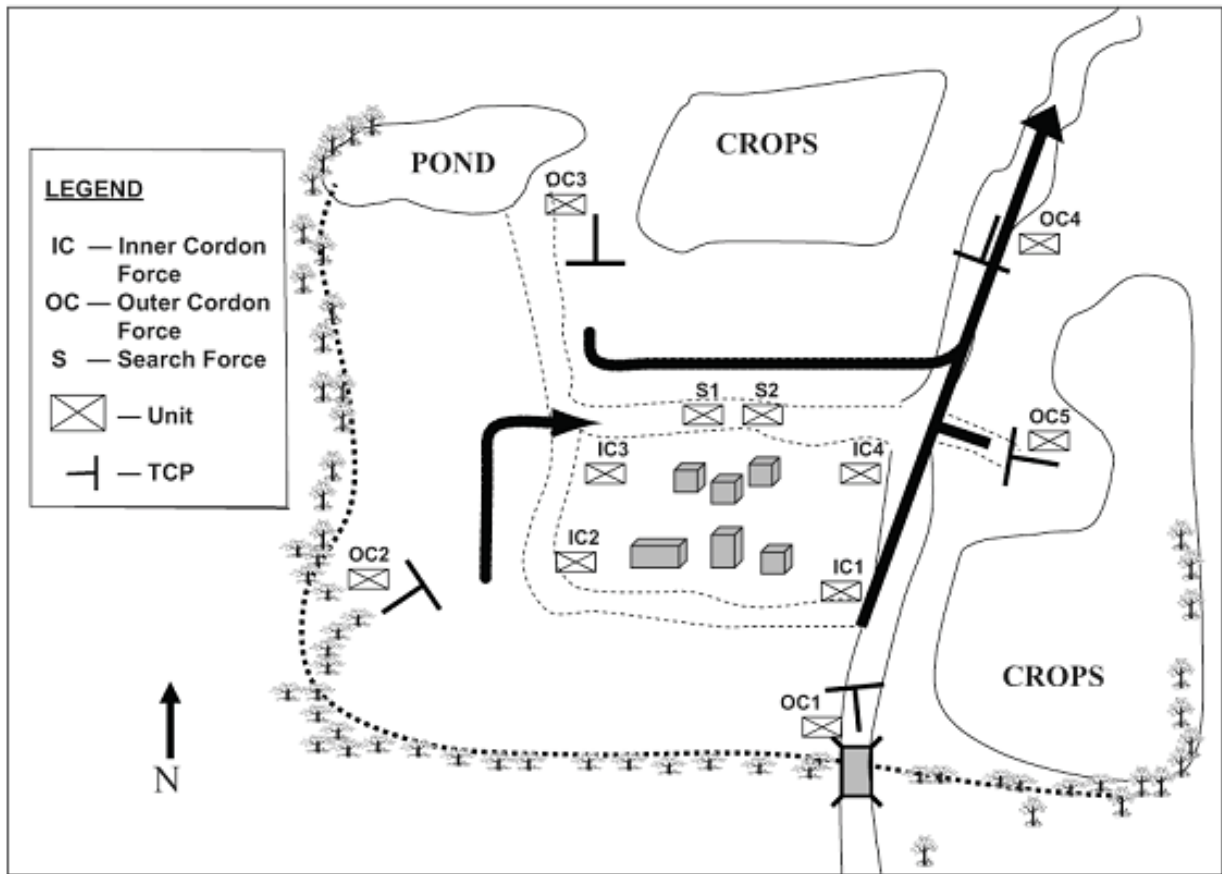 CROPS
POND
OC3
LEGEND
IC — Inner Cordon
Force
OC — Outer Cordon
Force
S — Search Force
— Unit
— TCP
OC4
S1
S2
OC5
IC3
IC4
OC2
IC2
IC1
CROPS
OC1
N